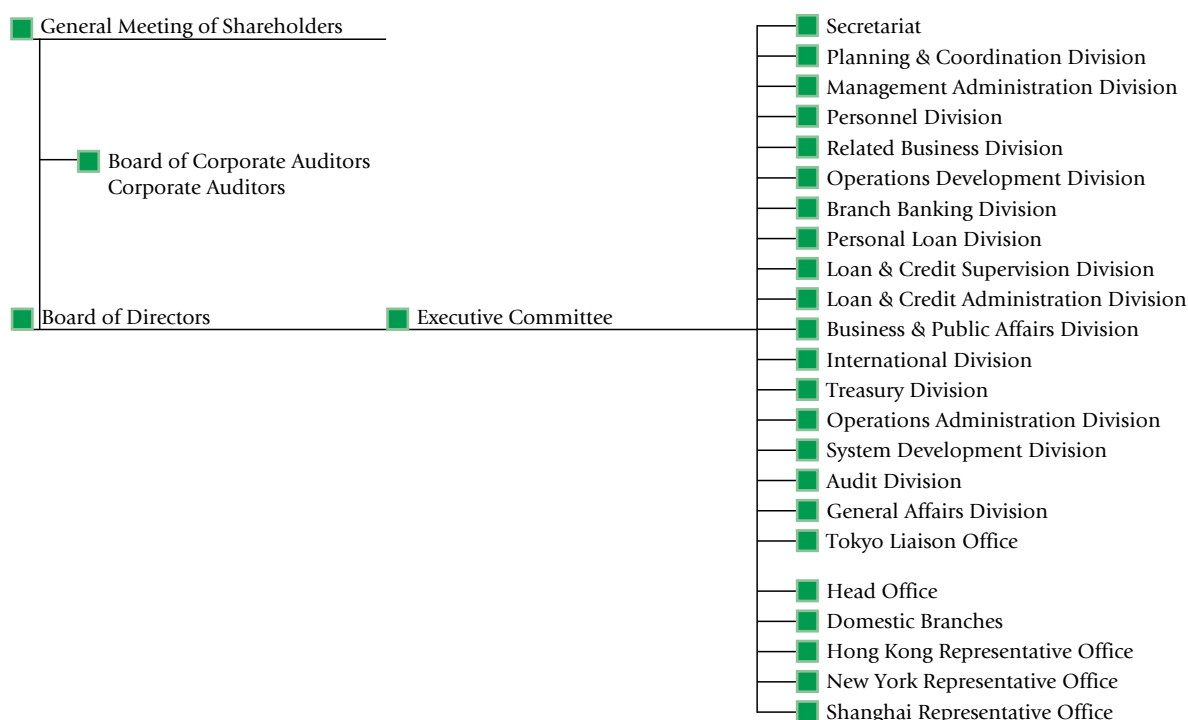 General Meeting of Shareholders
Board of Corporate Auditors
Corporate Auditors
Board of Directors
Executive Committee
Secretariat
Planning & Coordination Division
Management Administration Division
Personnel Division
Related Business Division
Operations Development Division
Branch Banking Division
Personal Loan Division
Loan & Credit Supervision Division
Loan & Credit Administration Division
Business & Public Affairs Division
International Division
Treasury Division
Operations Administration Division
System Development Division
Audit Division
General Affairs Division
Tokyo Liaison Office
Head Office
Domestic Branches
Hong Kong Representative Office
New York Representative Office
Shanghai Representative Office